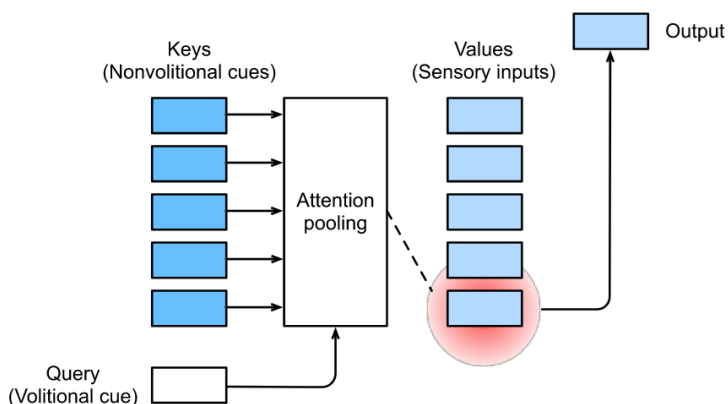 Keys
(Nonvolitional cues)
Values
(Sensory inputs)
Output
Attention
pooling
Query
(Volitional cue)